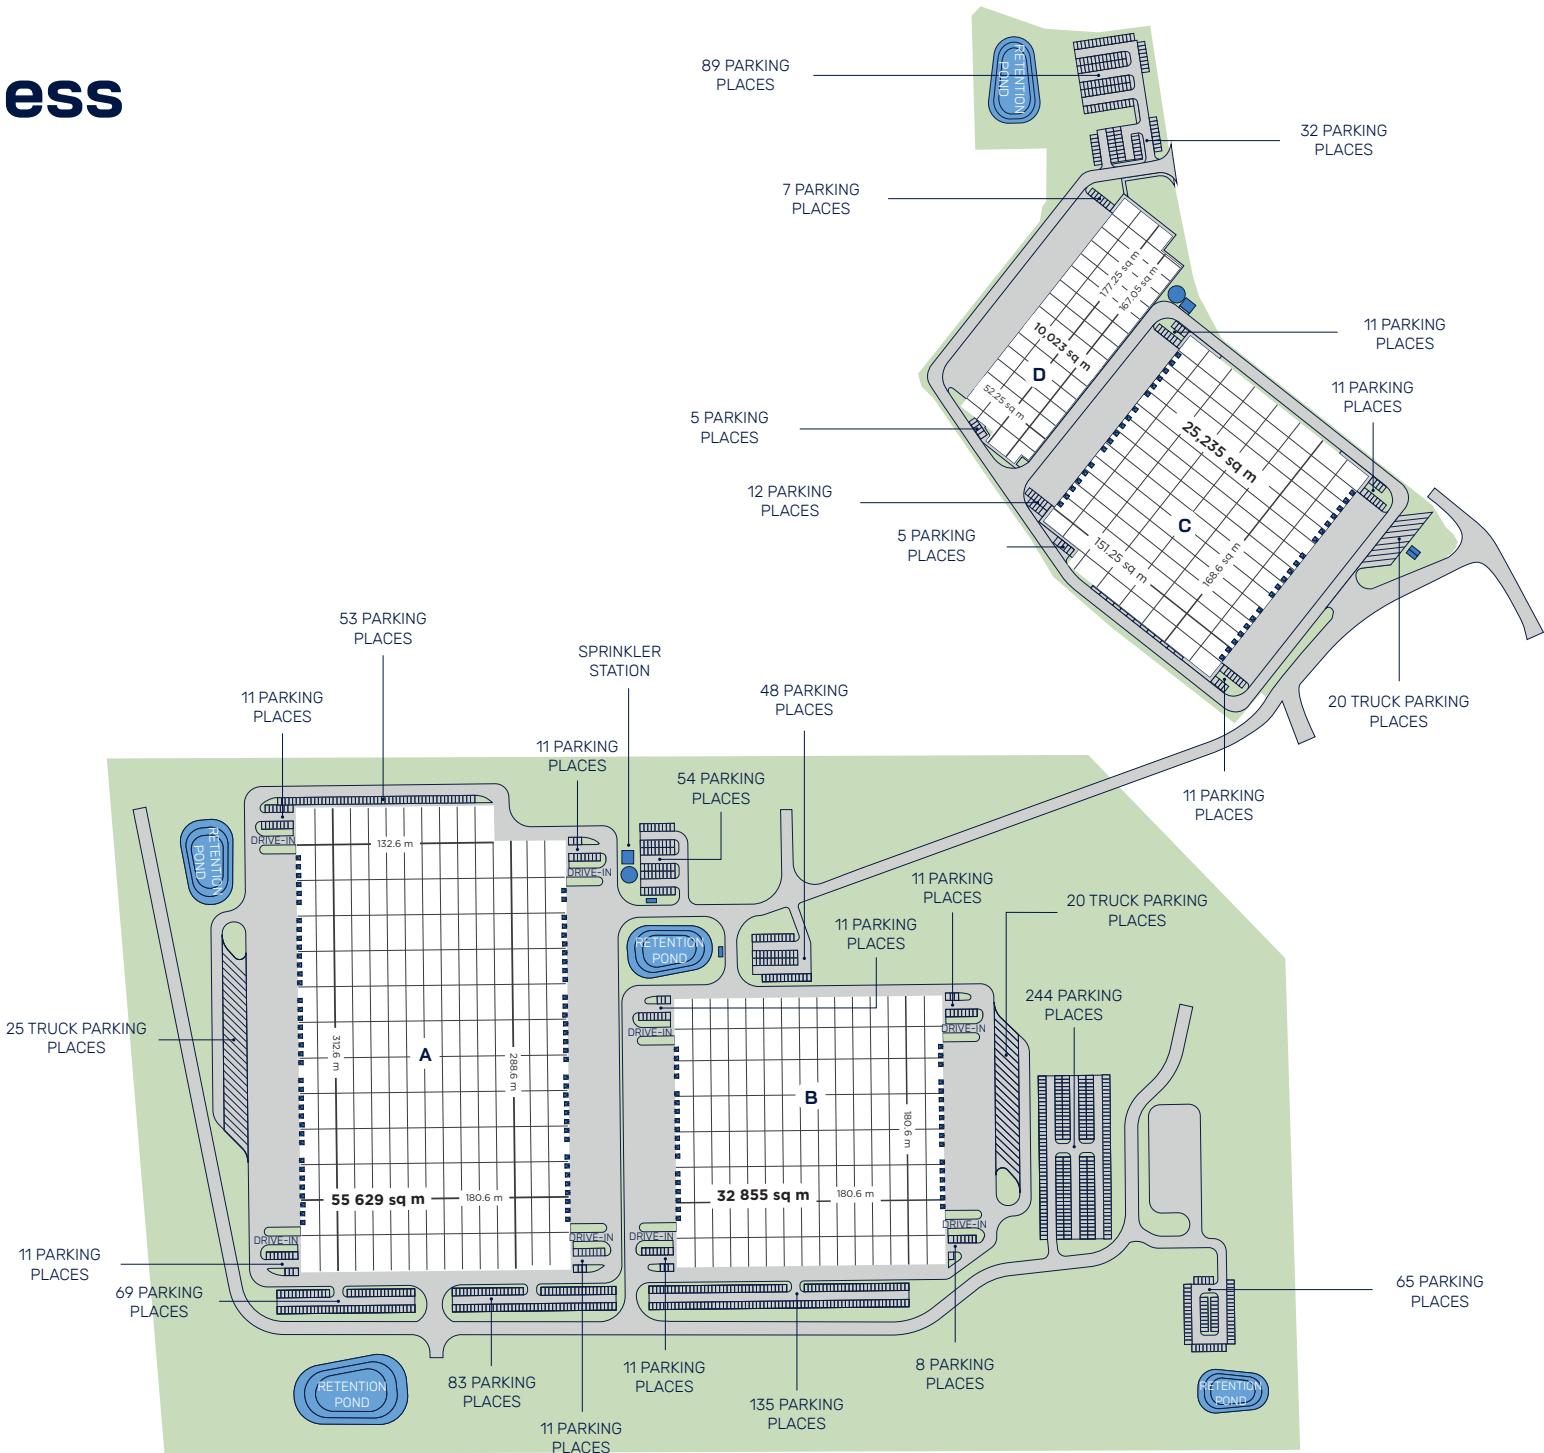 ess
89 PARKING
PLACES
RETENTION
POND
32 PARKING
PLACES
7 PARKING
PLACES
177.25 sq m
167.05 sq m
10,023 sq m
D
52.25 sq m
11 PARKING
PLACES
11 PARKING
PLACES
5 PARKING
PLACES
25,235 sq m
12 PARKING
PLACES
5 PARKING
PLACES
C
151.25 sq m
168.6 sq m
20 TRUCK PARKING
PLACES
11 PARKING
PLACES
53 PARKING
PLACES
SPRINKLER
STATION
11 PARKING
PLACES
48 PARKING
PLACES
11 PARKING
PLACES
54 PARKING
PLACES
DRIVE-IN
132.6 m
DRIVE-IN
RETENTION
POND
11 PARKING
PLACES
20 TRUCK PARKING
PLACES
11 PARKING
PLACES
RETENTION
POND
244 PARKING
PLACES
25 TRUCK PARKING
PLACES
DRIVE-IN
DRIVE-IN
312.6 m
A
288.6 m
B
180.6 m
55 629 sq m
180.6 m
32 855 sq m
180.6 m
DRIVE-IN
DRIVE-IN
DRIVE-IN
DRIVE-IN
11 PARKING
PLACES
69 PARKING
PLACES
65 PARKING
PLACES
RETENTION
POND
83 PARKING
PLACES
11 PARKING
PLACES
11 PARKING
PLACES
135 PARKING
PLACES
8 PARKING
PLACES
RETENTION
POND